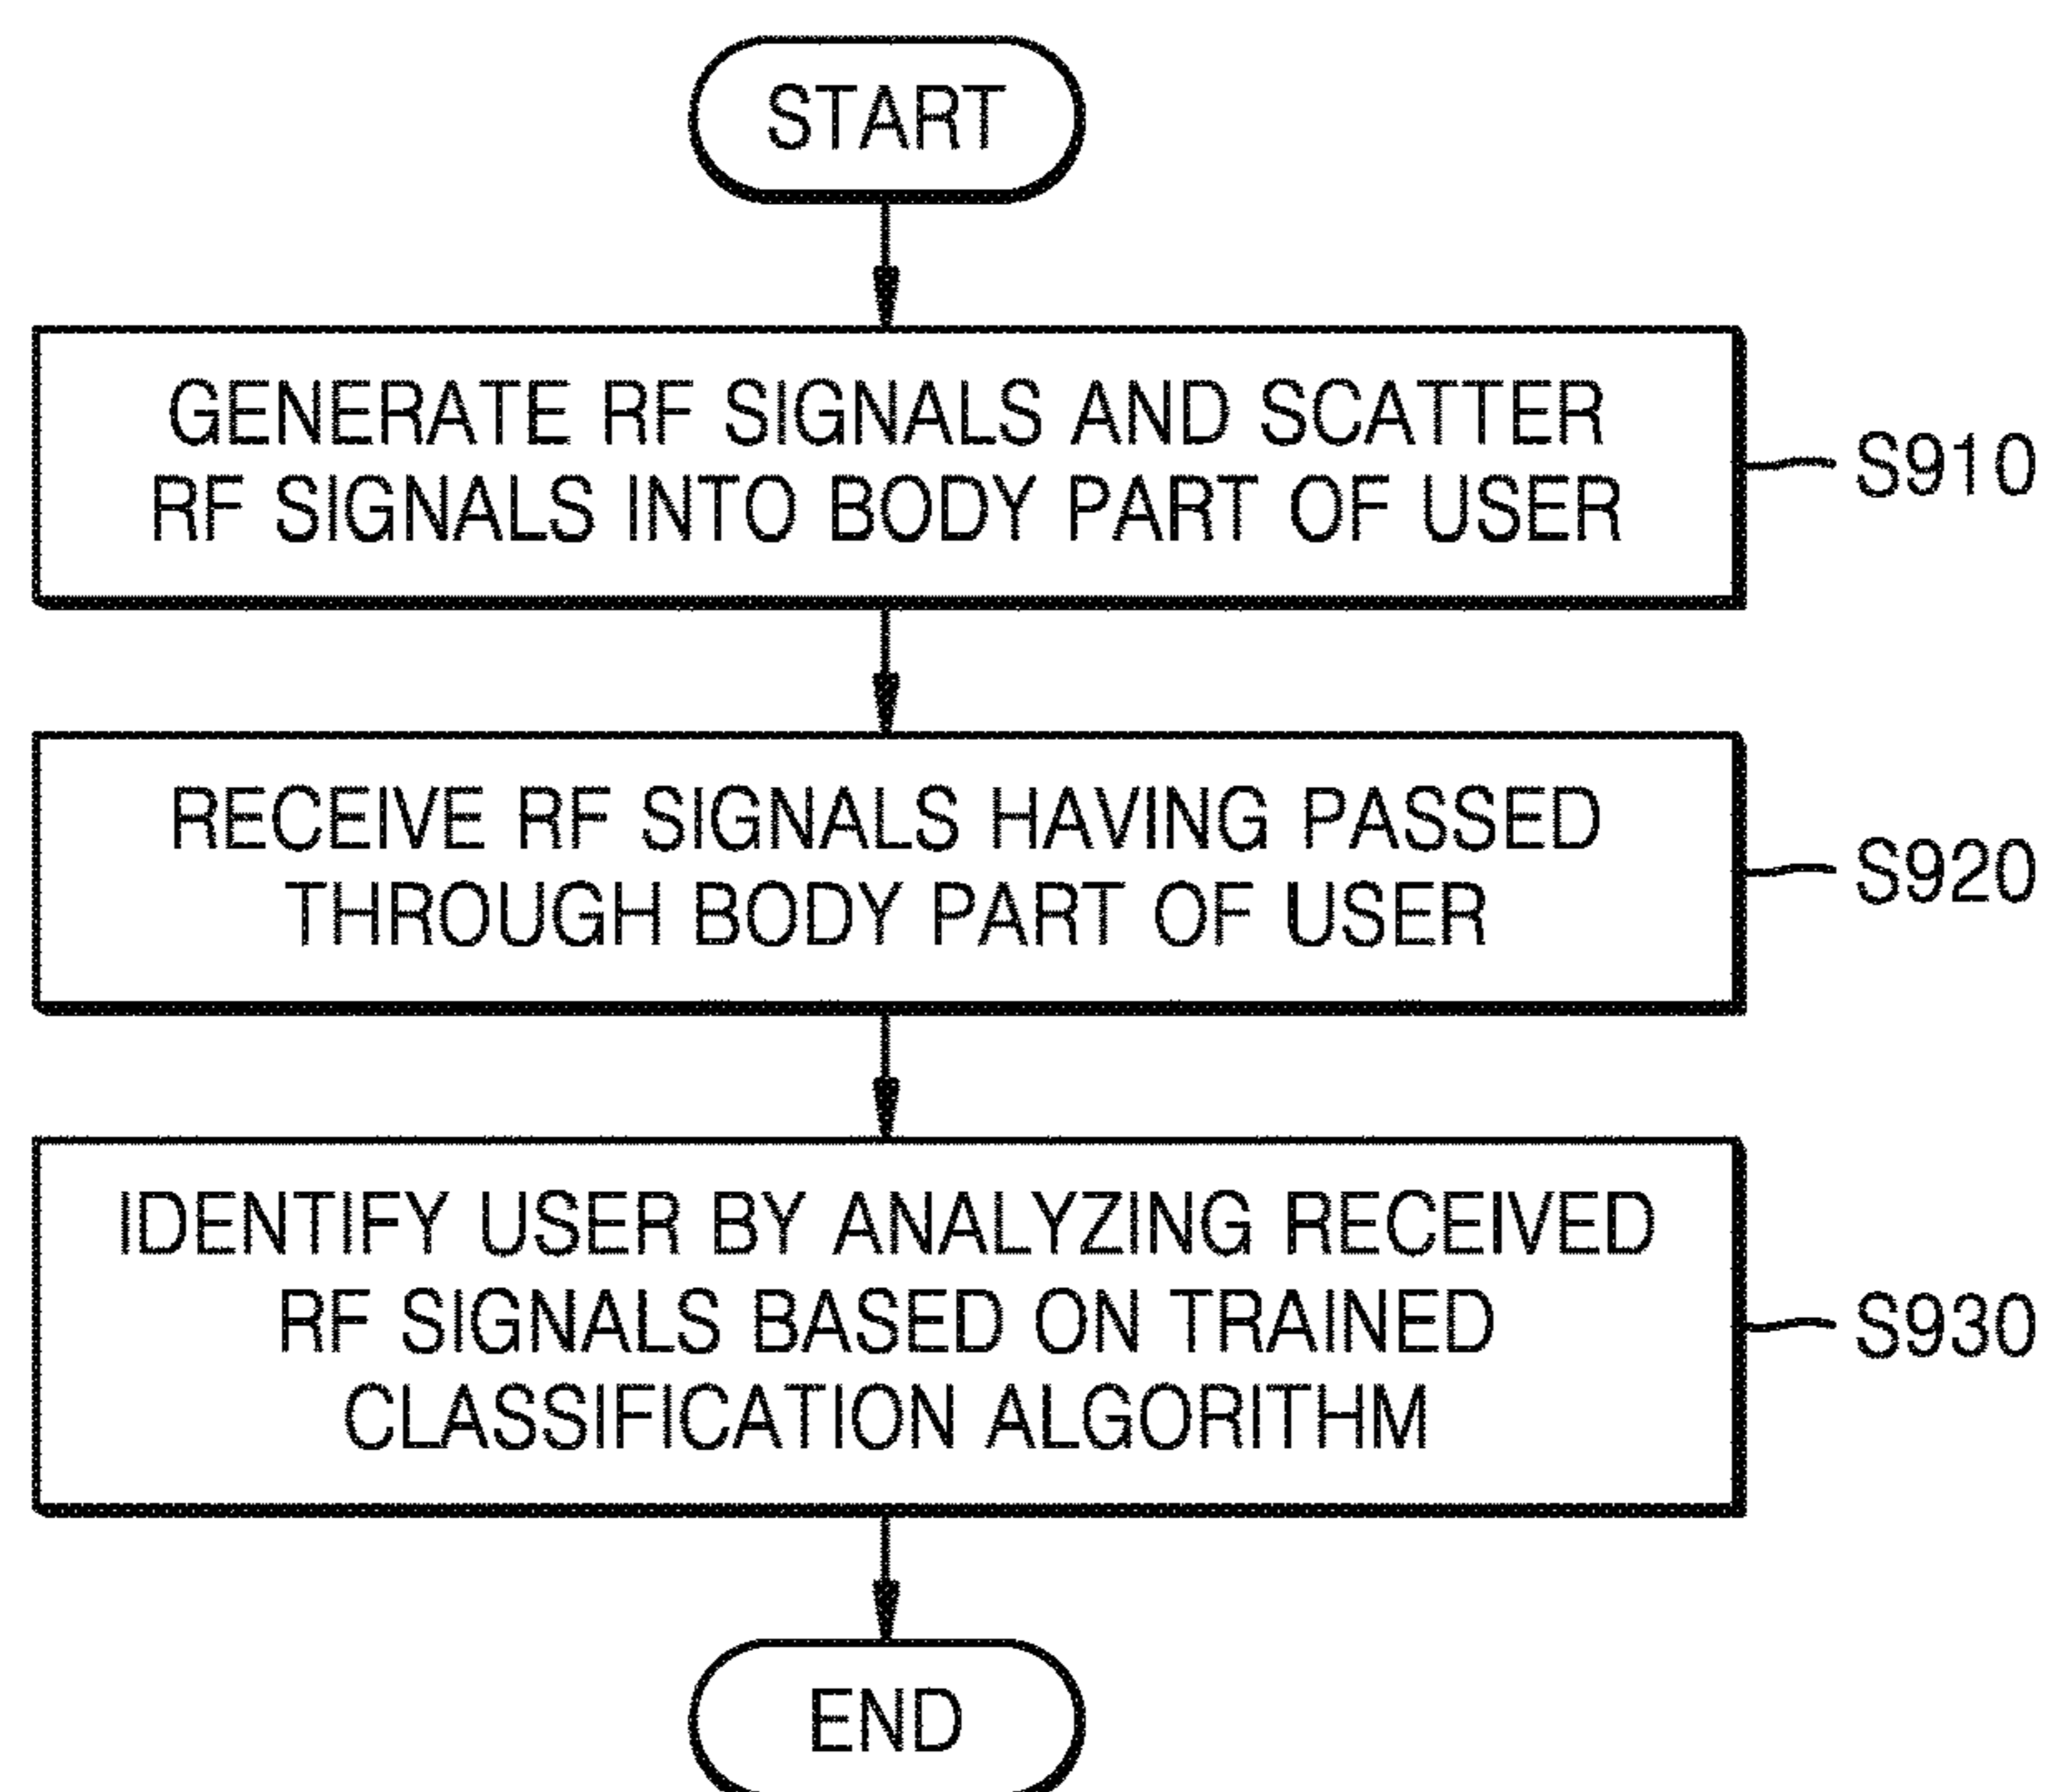 START
GENERATE RF SIGNALS AND SCATTER
RF SIGNALS INTO BODY PART OF USER
S910
RECEIVE RF SIGNALS HAVING PASSED
THROUGH BODY PART OF USER
S920
IDENTIFY USER BY ANALYZING RECEIVED
RF SIGNALS BASED ON TRAINED
CLASSIFICATION ALGORITHM
S930
END